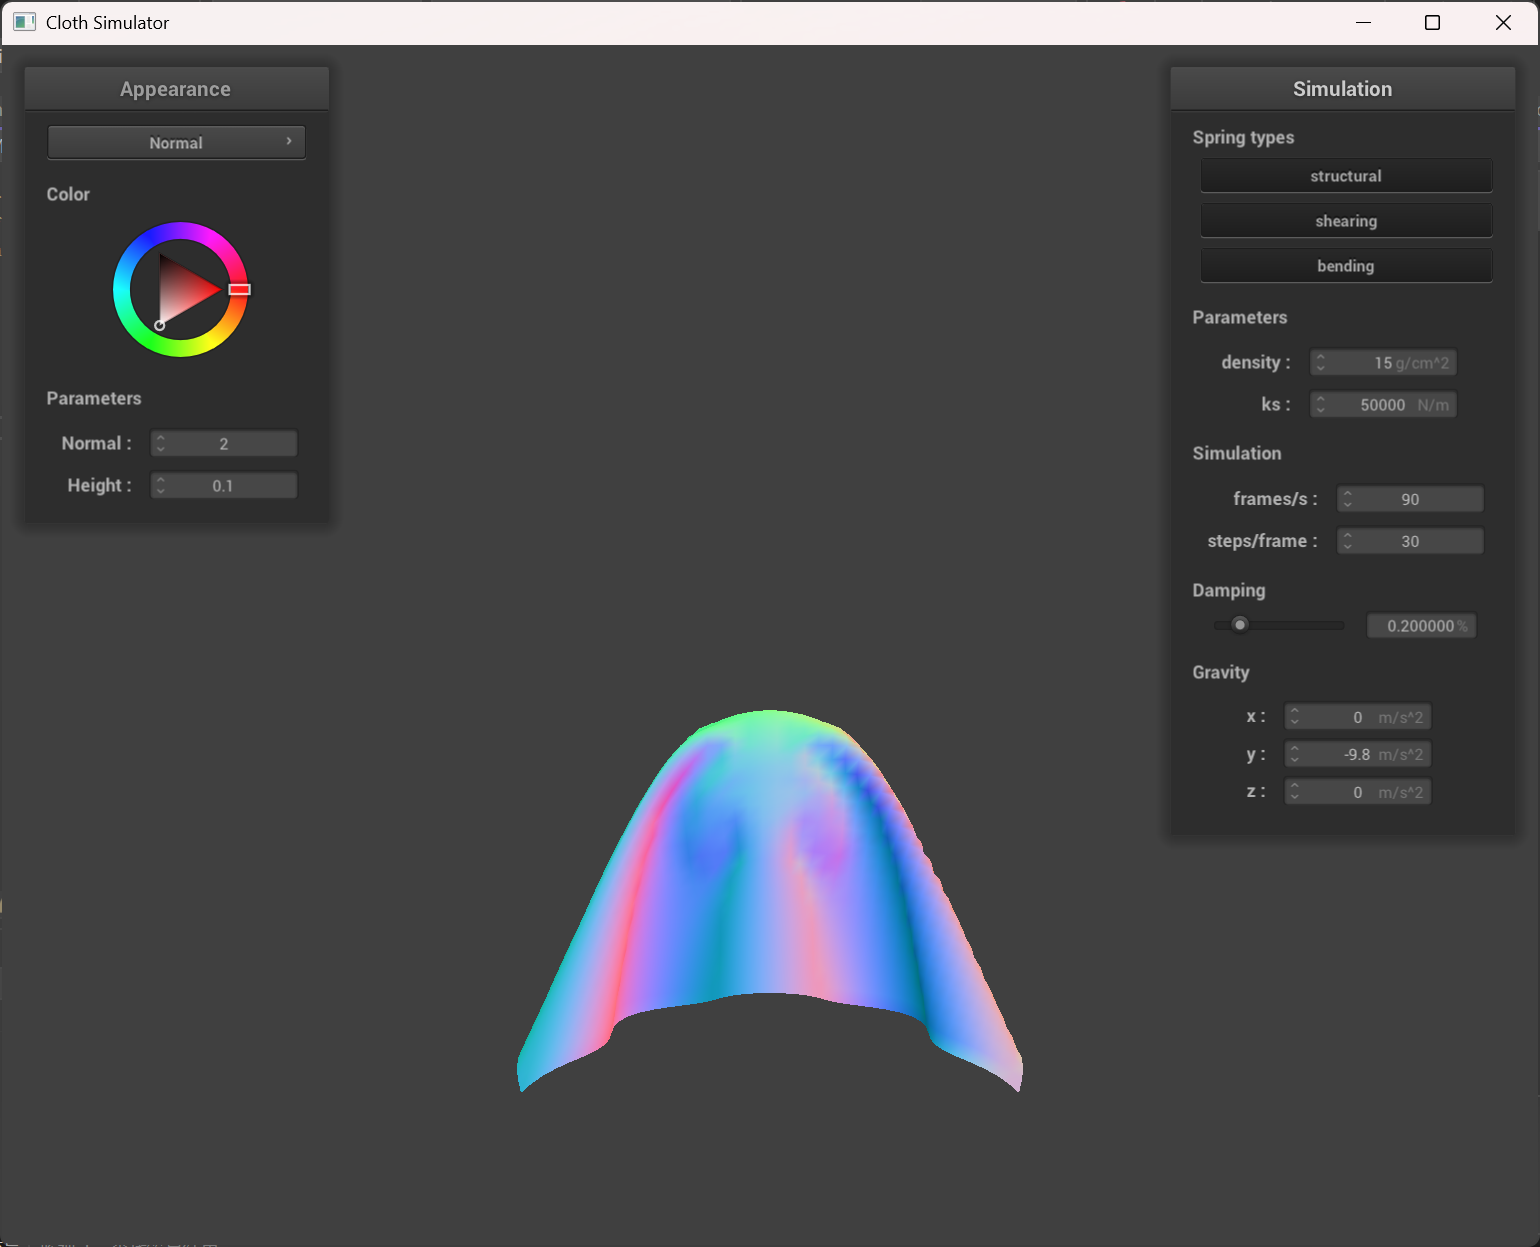 Cloth Simulator
Appearance
Normal
Color
Parameters
Normal : 2
Height : 0.1
Simulation
Spring types
structural
shearing
bending
Parameters
density : 15 g/cm^2
ks : 50000 N/m
Simulation
frames/s : 90
steps/frame : 30
Damping
0.200000 %
Gravity
x : 0 m/s^2
y : -9.8 m/s^2
z : 0 m/s^2